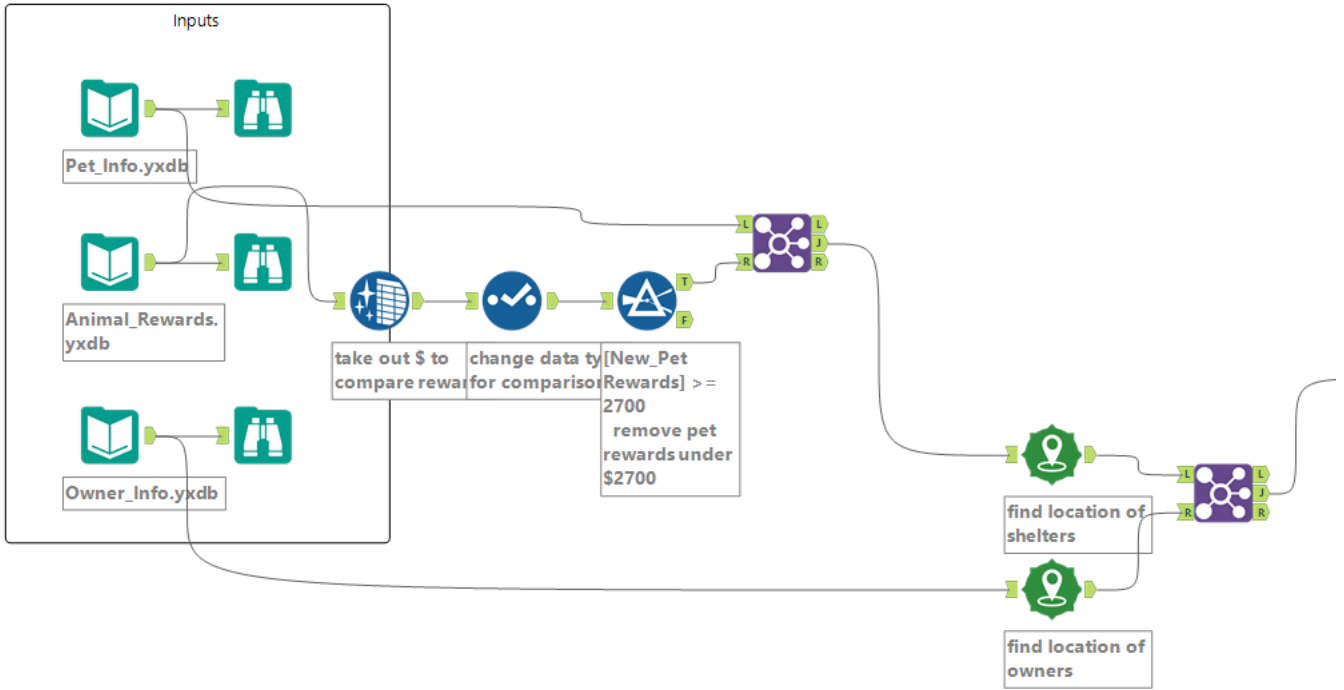 Inputs
Pet_Info.yxdb
Animal_Rewards.
yxdb
Owner_Info.yxdb
take out $ to
compare rewar
change data ty
for comparison
[New_Pet
Rewards] >=
2700
remove pet
rewards under
$2700
L
R
L
J
R
T
F
find location of
shelters
find location of
owners
L
R
L
J
R